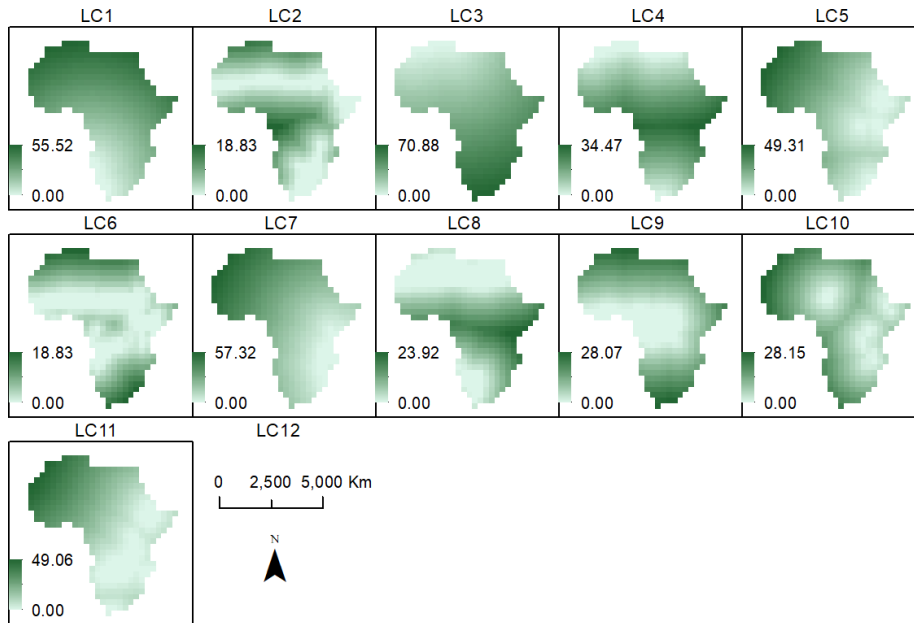 LC1 LC2 LC3 LC4 LC5
55.52 18.83 70.88 34.47 49.31
0.00 0.00 0.00 0.00 0.00
LC6 LC7 LC8 LC9 LC10
18.83 57.32 23.92 28.07 28.15
0.00 0.00 0.00 0.00 0.00
LC11 LC12
0 2,500 5,000 Km
N
49.06
0.00